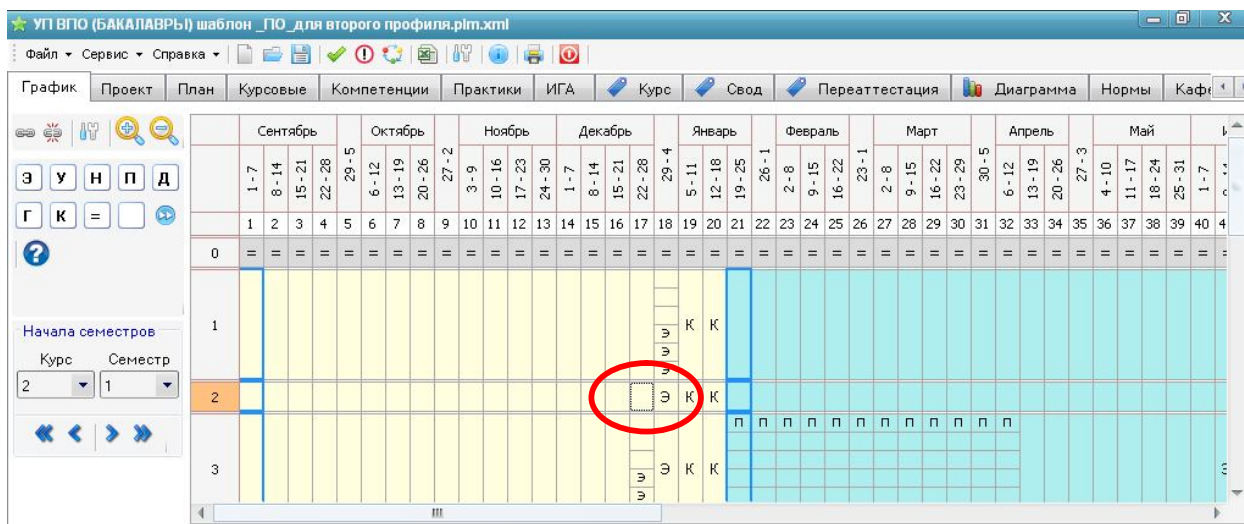 УП ВПО (БАКАЛАВРЫ) шаблон _ПО_для второго профиля.plm.xml
Файл Сервис Справка
График Проект План Курсовые Компетенции Практики ИГА Курс Свод Переаттестация Диаграмма Нормы
Сентябрь Октябрь Ноябрь Декабрь Январь Февраль Март Апрель Май
1 - 7 8 - 14 15 - 21 22 - 28 29 - 5 6 - 12 13 - 19 20 - 26 27 - 2 3 - 9 10 - 16 17 - 23 24 - 30 1 - 7 8 - 14 15 - 21 22 - 28 29 - 4 5 - 11 12 - 18 19 - 25 26 - 1 2 - 8 9 - 15 16 - 22 23 - 1 2 - 8 9 - 15 16 - 22 23 - 29 30 - 5 6 - 12 13 - 19 20 - 26 27 - 3 4 - 10 11 - 17 18 - 24 25 - 31 1 - 7
Э У Н П Д
Г К =
1 2 3 4 5 6 7 8 9 10 11 12 13 14 15 16 17 18 19 20 21 22 23 24 25 26 27 28 29 30 31 32 33 34 35 36 37 38 39 40 4
0 = = = = = = = = = = = = = = = = = = = = = = = = = = = = = = = = = = = = = = = = =
Начала семестров
Курс Семестр
2 1
1 Э К К
Э
Э
2 Э К К
П П П П П П П П П П П П
3 Э Э К К
Э